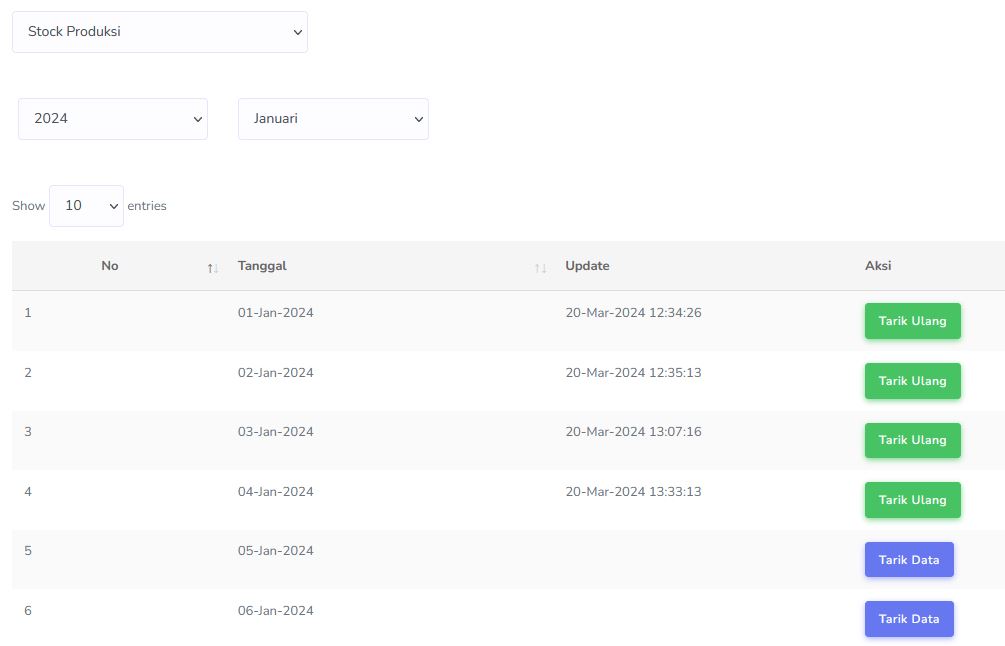 Stock Produksi
2024 Januari
Show 10 entries
No Tanggal Update Aksi
1 01-Jan-2024 20-Mar-2024 12:34:26 Tarik Ulang
2 02-Jan-2024 20-Mar-2024 12:35:13 Tarik Ulang
3 03-Jan-2024 20-Mar-2024 13:07:16 Tarik Ulang
4 04-Jan-2024 20-Mar-2024 13:33:13 Tarik Ulang
5 05-Jan-2024 Tarik Data
6 06-Jan-2024 Tarik Data